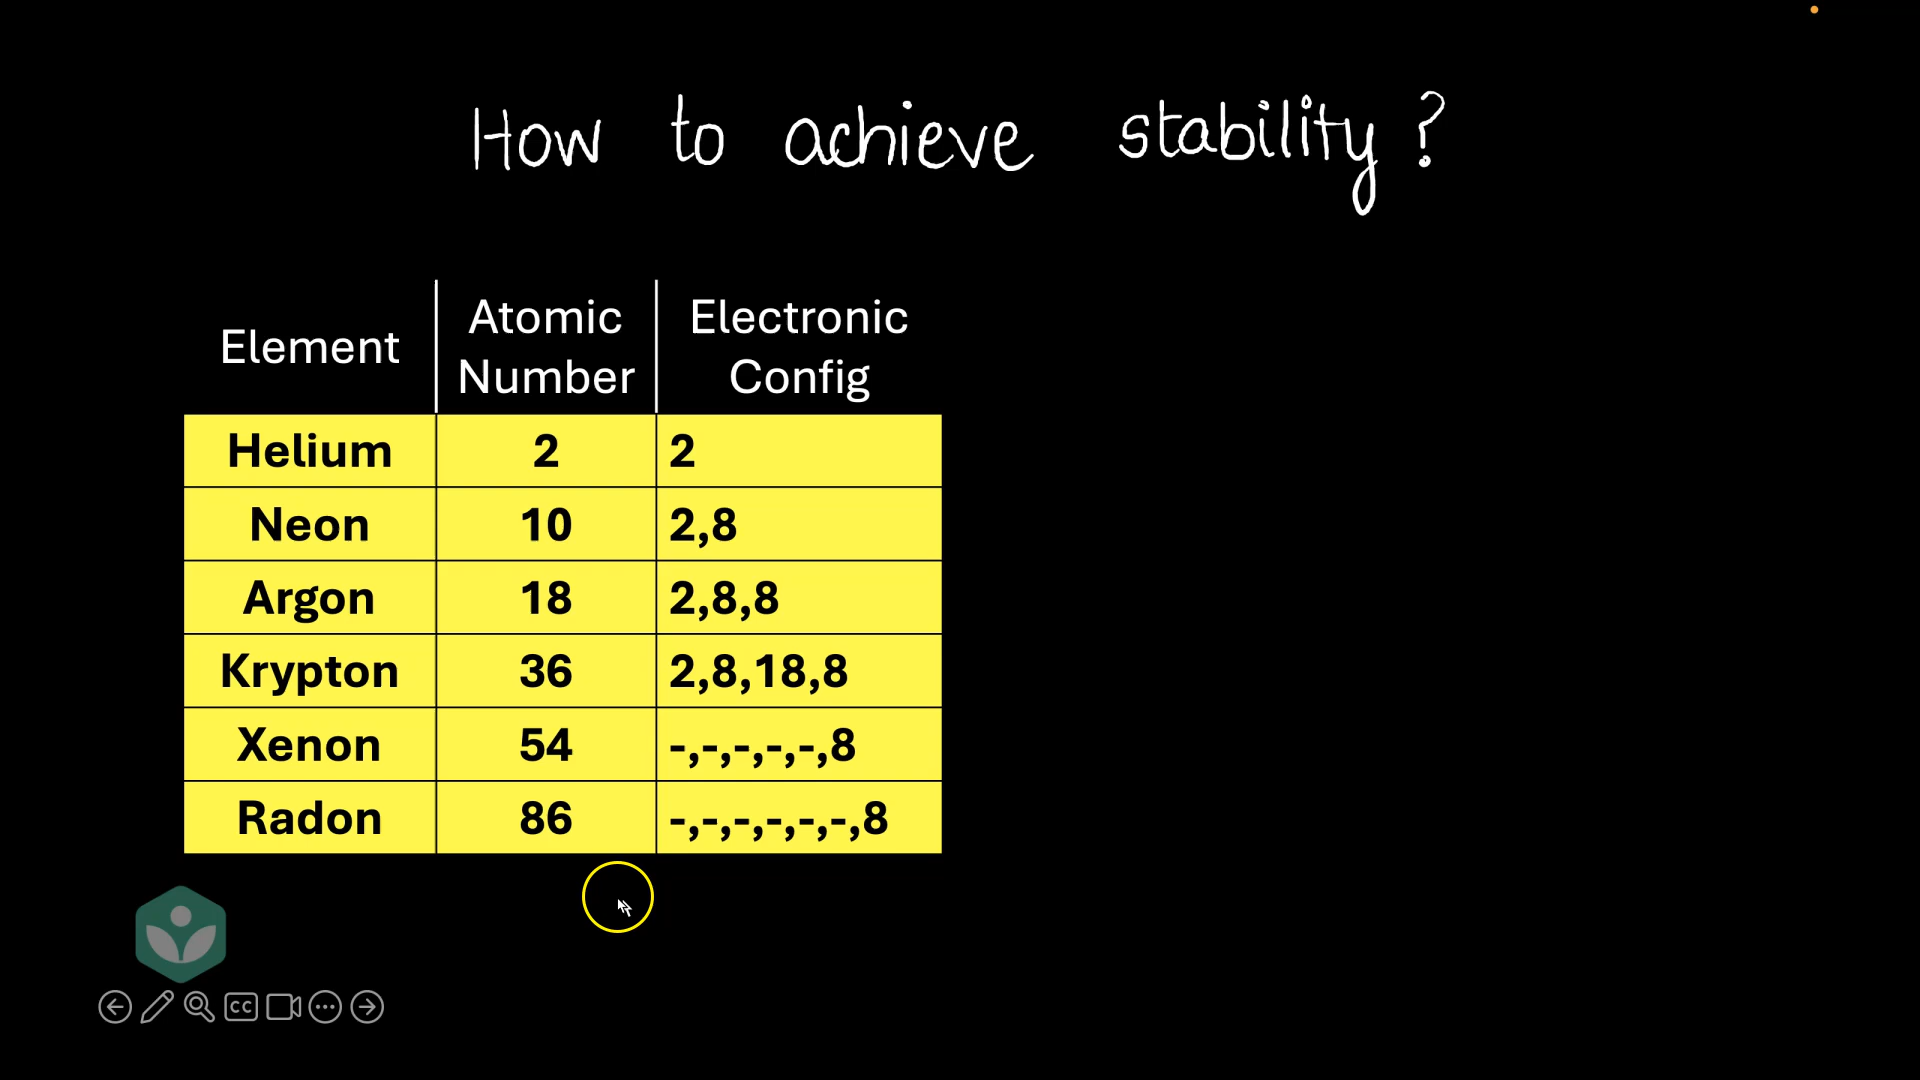 How to achieve stability ?
Element Atomic Number Electronic Config
Helium 2 2
Neon 10 2,8
Argon 18 2,8,8
Krypton 36 2,8,18,8
Xenon 54 -,-,-,-,-,8
Radon 86 -,-,-,-,-,-,8
CC